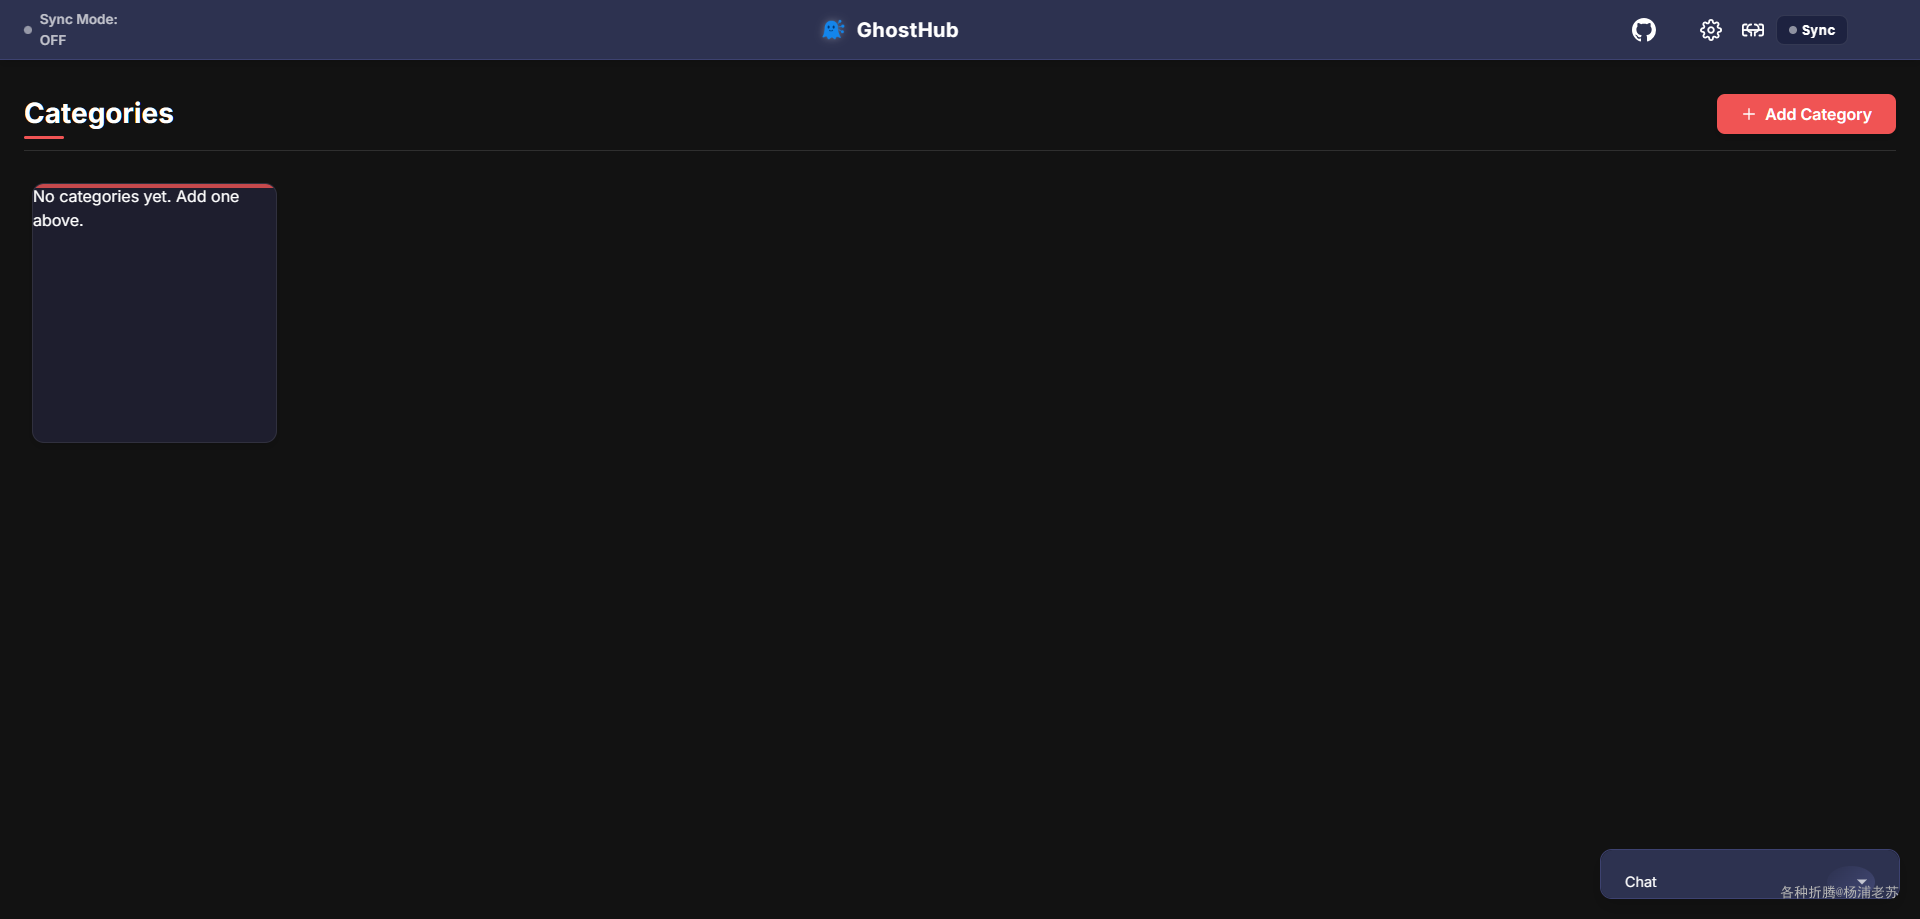 Sync Mode:
OFF
GhostHub
Sync
Categories
Add Category
No categories yet. Add one
above.
Chat
各种折腾@杨浦老苏